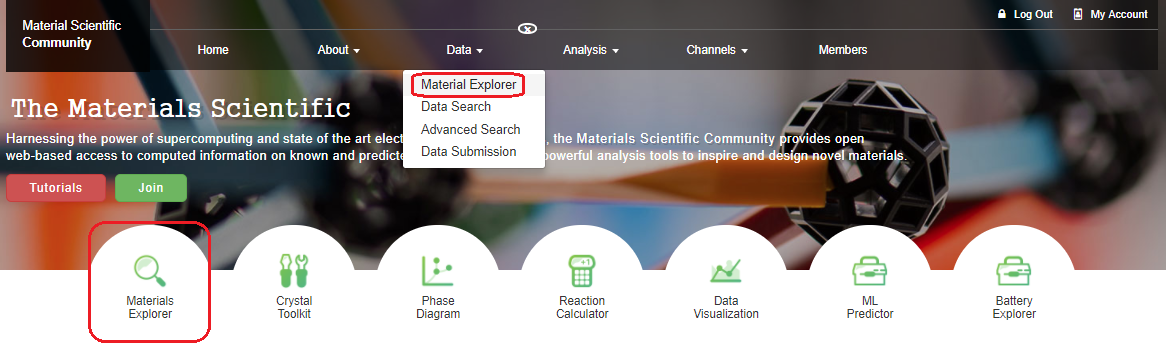 Log Out My Account
Material Scientific
Community
Home About Data Analysis Channels Members
Material Explorer
Data Search
Advanced Search
Data Submission
The Materials Scientific
Harnessing the power of supercomputing and state of the art elect , the Materials Scientific Community provides open
web-based access to computed information on known and predicte powerful analysis tools to inspire and design novel materials.
Tutorials Join
Materials
Explorer
Crystal
Toolkit
Phase
Diagram
Reaction
Calculator
Data
Visualization
ML
Predictor
Battery
Explorer